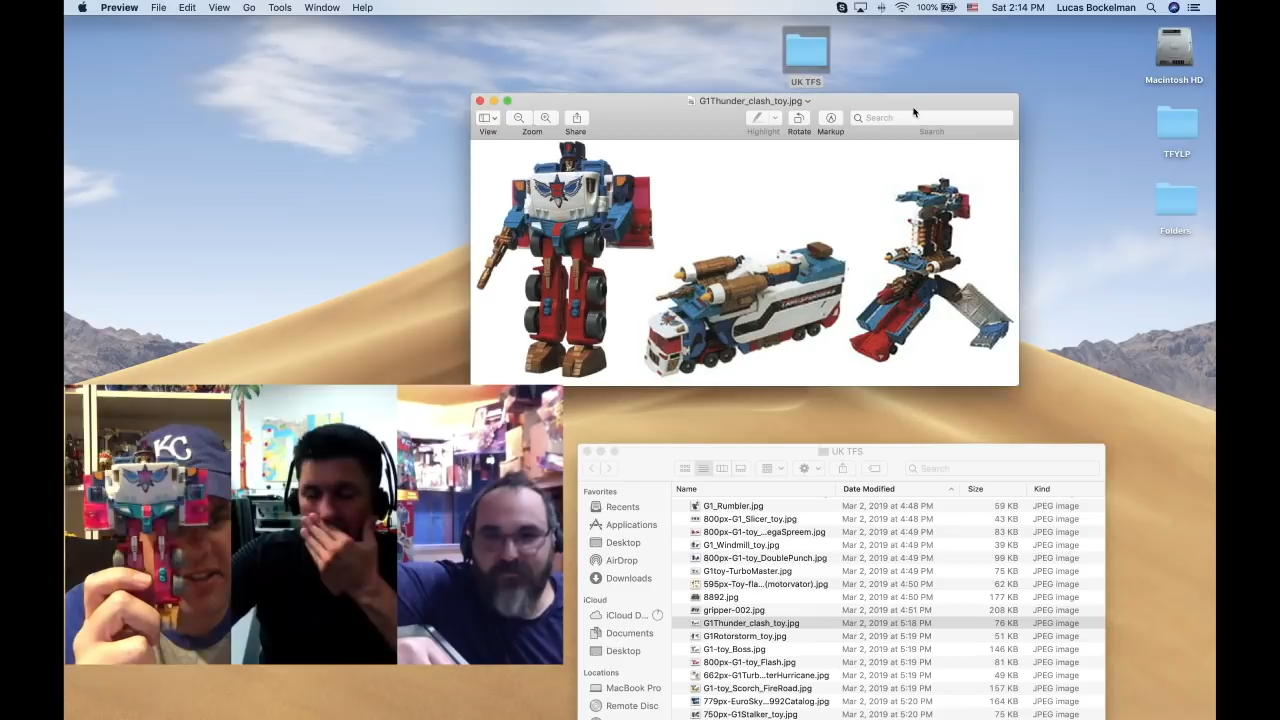 Preview File Edit View Go Tools Window Help 100% Sat 2:14 PM Lucas Bockelman
UK TFS
Macintosh HD
TFYLP
Folders
G1Thunder_clash_toy.jpg
Search
View Zoom Share Highlight Rotate Markup Search
KC
UK TFS
Search
Favorites
Recents
Applications
Desktop
AirDrop
Downloads
iCloud
iCloud D...
Documents
Desktop
Locations
MacBook Pro
Remote Disc
Name Date Modified Size Kind
G1_Rumbler.jpg Mar 2, 2019 at 4:48 PM 59 KB JPEG image
800px-G1_Slicer_toy.jpg Mar 2, 2019 at 4:48 PM 43 KB JPEG image
800px-G1-toy_...egaSpreem.jpg Mar 2, 2019 at 4:49 PM 83 KB JPEG image
G1_Windmill_toy.jpg Mar 2, 2019 at 4:49 PM 39 KB JPEG image
800px-G1-toy_DoublePunch.jpg Mar 2, 2019 at 4:49 PM 99 KB JPEG image
G1toy-TurboMaster.jpg Mar 2, 2019 at 4:50 PM 75 KB JPEG image
595px-Toy-fla...(motorvator).jpg Mar 2, 2019 at 4:50 PM 62 KB JPEG image
8892.jpg Mar 2, 2019 at 4:50 PM 177 KB JPEG image
gripper-002.jpg Mar 2, 2019 at 4:51 PM 208 KB JPEG image
G1Thunder_clash_toy.jpg Mar 2, 2019 at 5:18 PM 76 KB JPEG image
G1Rotorstorm_toy.jpg Mar 2, 2019 at 5:19 PM 51 KB JPEG image
G1-toy_Boss.jpg Mar 2, 2019 at 5:19 PM 146 KB JPEG image
800px-G1-toy_Flash.jpg Mar 2, 2019 at 5:19 PM 81 KB JPEG image
662px-G1Turb...terHurricane.jpg Mar 2, 2019 at 5:19 PM 49 KB JPEG image
G1-toy_Scorch_FireRoad.jpg Mar 2, 2019 at 5:19 PM 157 KB JPEG image
779px-EuroSky...992Catalog.jpg Mar 2, 2019 at 5:20 PM 164 KB JPEG image
750px-G1Stalker_toy.jpg Mar 2, 2019 at 5:20 PM 75 KB JPEG image